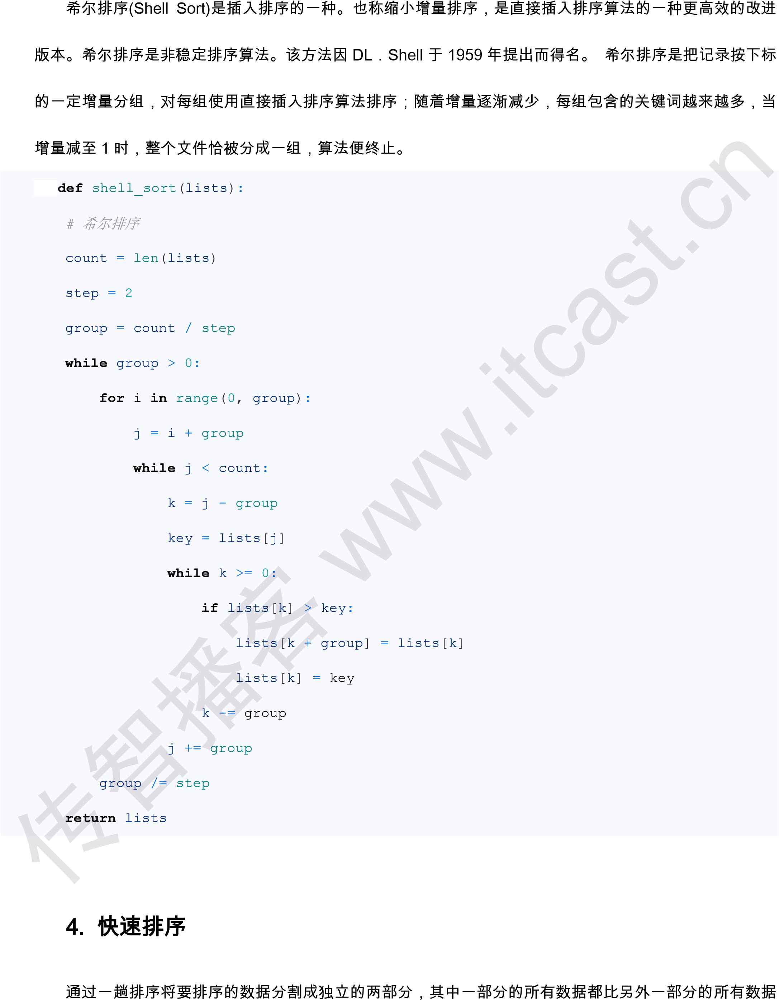 希尔排序(Shell Sort)是插入排序的一种。也称缩小增量排序，是直接插入排序算法的一种更高效的改进
版本。希尔排序是非稳定排序算法。该方法因 DL．Shell 于 1959 年提出而得名。 希尔排序是把记录按下标
的一定增量分组，对每组使用直接插入排序算法排序；随着增量逐渐减少，每组包含的关键词越来越多，当
增量减至 1 时，整个文件恰被分成一组，算法便终止。
def shell_sort(lists):
# 希尔排序
count = len(lists)
step = 2
group = count / step
while group > 0:
for i in range(0, group):
j = i + group
while j < count:
k = j - group
key = lists[j]
while k >= 0:
if lists[k] > key:
lists[k + group] = lists[k]
lists[k] = key
k -= group
j += group
group /= step
return lists
传智播客 www.itcast.cn
4. 快速排序
通过一趟排序将要排序的数据分割成独立的两部分，其中一部分的所有数据都比另外一部分的所有数据